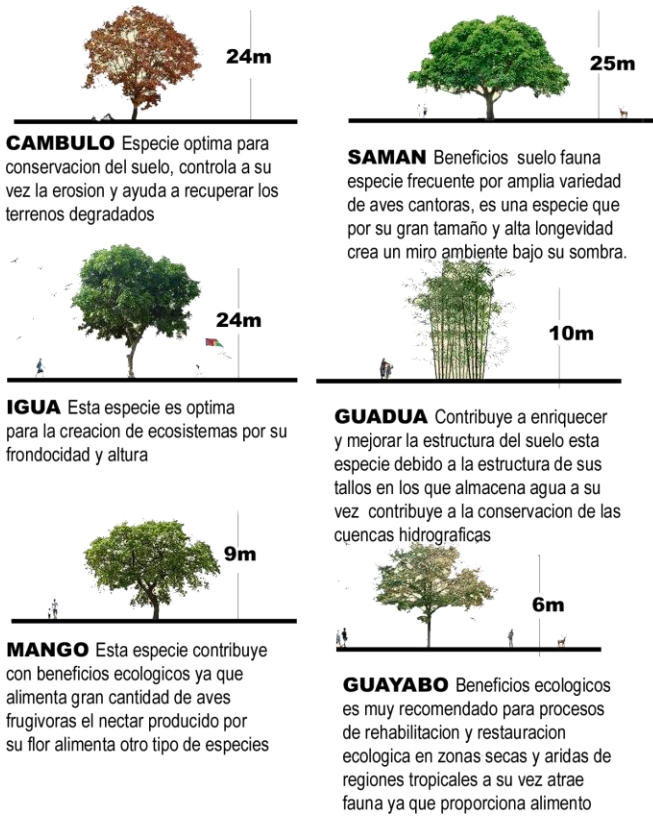 24m
CAMBULO Especie optima para
conservacion del suelo, controla a su
vez la erosion y ayuda a recuperar los
terrenos degradados
25m
SAMAN Beneficios suelo fauna
especie frecuente por amplia variedad
de aves cantoras, es una especie que
por su gran tamaño y alta longevidad
crea un miro ambiente bajo su sombra.
24m
IGUA Esta especie es optima
para la creacion de ecosistemas por su
frondocidad y altura
10m
GUADUA Contribuye a enriquecer
y mejorar la estructura del suelo esta
especie debido a la estructura de sus
tallos en los que almacena agua a su
vez contribuye a la conservacion de las
cuencas hidrograficas
9m
MANGO Esta especie contribuye
con beneficios ecologicos ya que
alimenta gran cantidad de aves
frugivoras el nectar producido por
su flor alimenta otro tipo de especies
6m
GUAYABO Beneficios ecologicos
es muy recomendado para procesos
de rehabilitacion y restauracion
ecologica en zonas secas y aridas de
regiones tropicales a su vez atrae
fauna ya que proporciona alimento